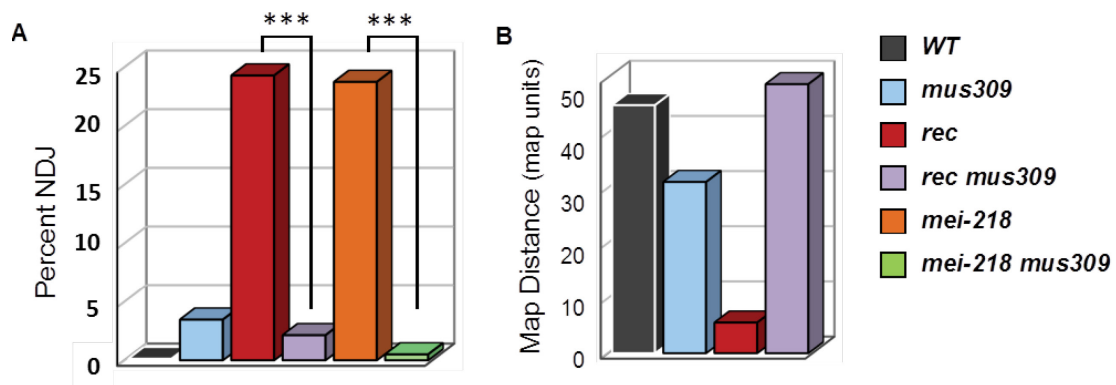 A
*** ***
Percent NDJ
25
20
15
10
5
0
B
Map Distance (map units)
50
40
30
20
10
0
WT
mus309
rec
rec mus309
mei-218
mei-218 mus309